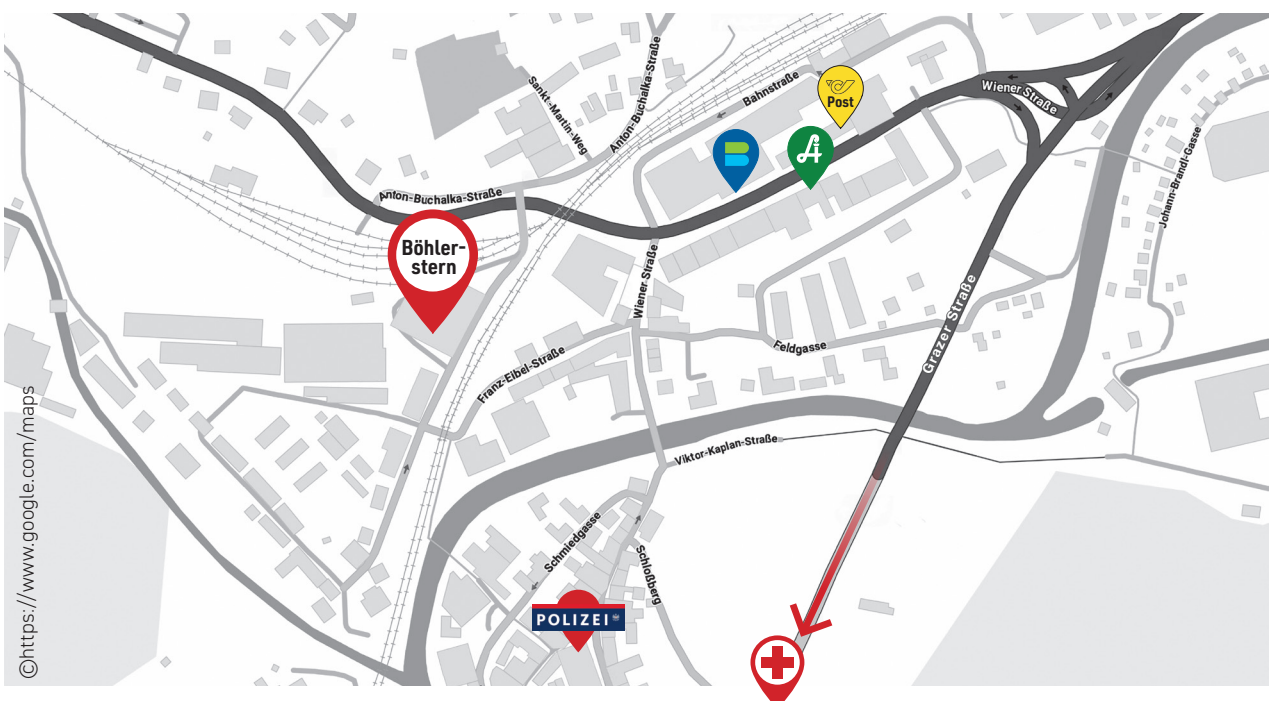 Sankt-Martin-Weg
Anton-Buchalka-Straße
Bahnstraße
Post
Wiener Straße
Johann-Brandl-Gasse
Anton-Buchalka-Straße
Böhler-
stern
Wiener Straße
Grazer Straße
Feldgasse
Franz-Eibel-Straße
Viktor-Kaplan-Straße
Schmiedgasse
Schloßberg
POLIZEI
©https://www.google.com/maps